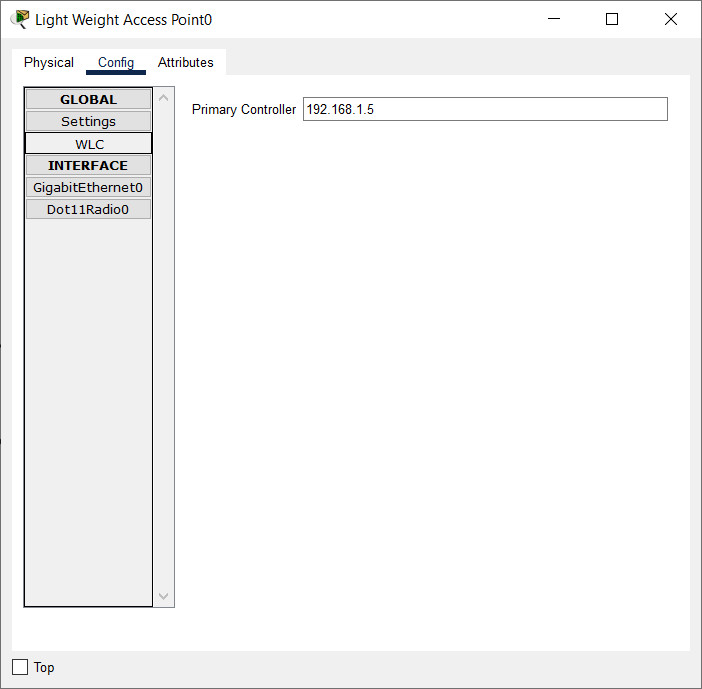 Light Weight Access Point0
Physical Config Attributes
GLOBAL
Settings
WLC
INTERFACE
GigabitEthernet0
Dot11Radio0
Primary Controller 192.168.1.5
Top